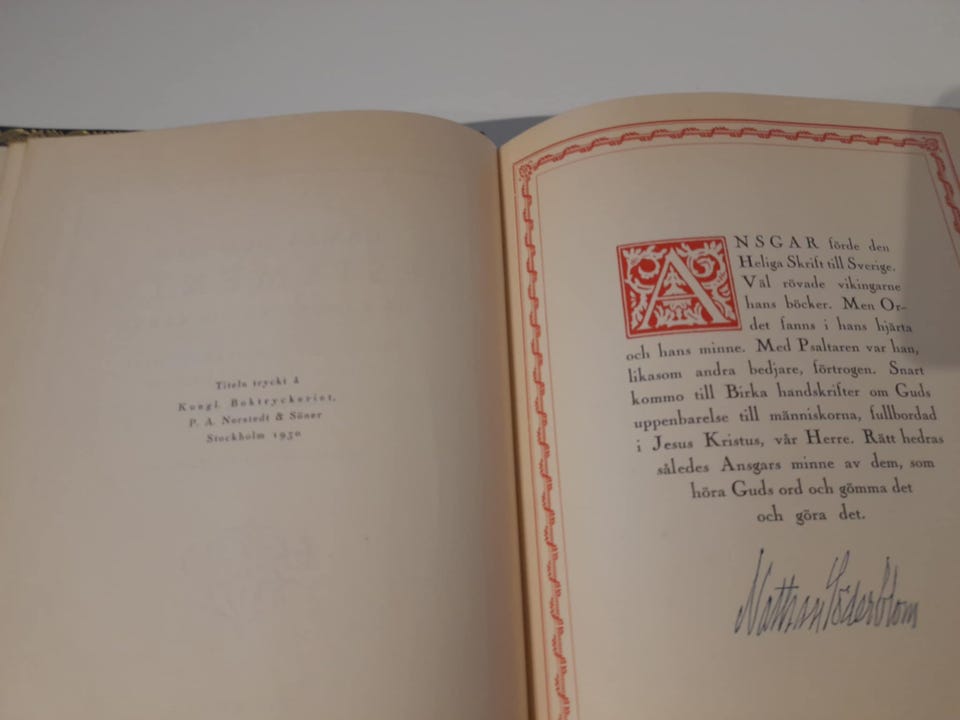 Titeln tryckt å
Kungl. Boktryckeriet,
P. A. Norstedt & Söner
Stockholm 1930
ANSGAR förde den
Heliga Skrift till Sverige.
Väl rövade vikingarne
hans böcker. Men Or-
det fanns i hans hjärta
och hans minne. Med Psaltaren var han,
likasom andra bedjare, förtrogen. Snart
kommo till Birka handskrifter om Guds
uppenbarelse till människorna, fullbordad
i Jesus Kristus, vår Herre. Rätt hedras
således Ansgars minne av dem, som
höra Guds ord och gömma det
och göra det.
Nathan Söderblom